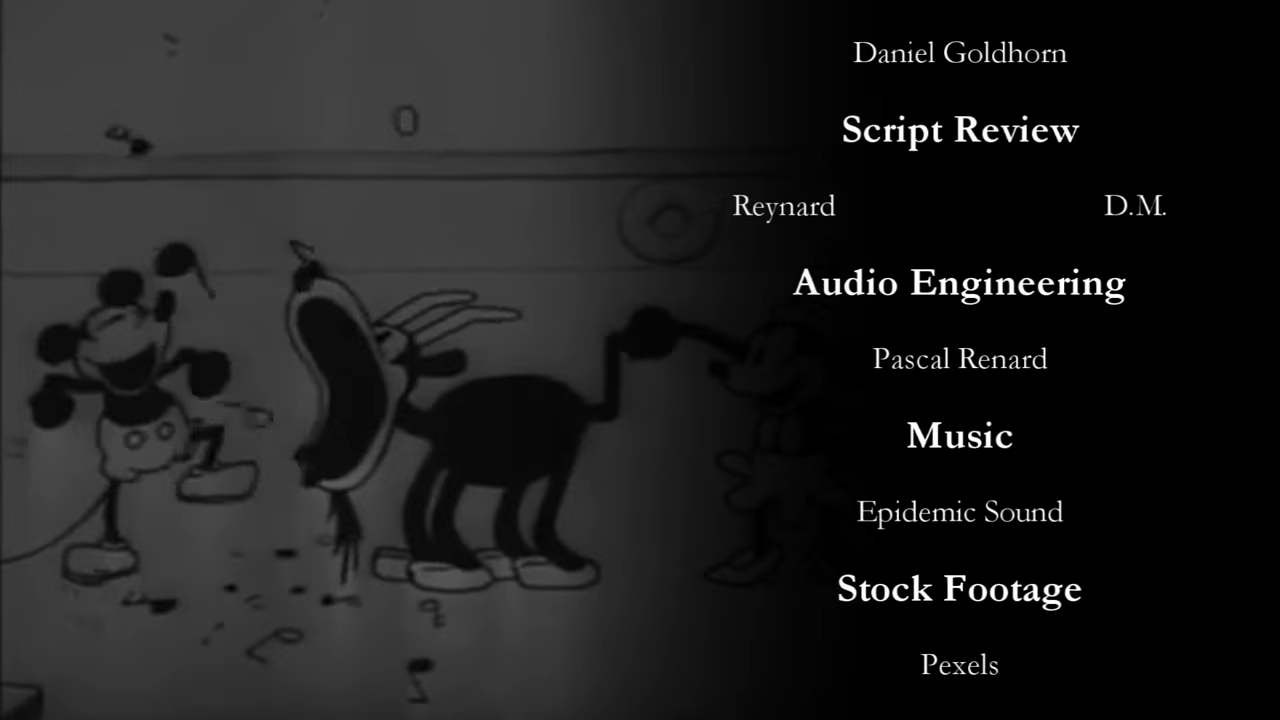 Daniel Goldhorn
Script Review
Reynard D.M.
Audio Engineering
Pascal Renard
Music
Epidemic Sound
Stock Footage
Pexels